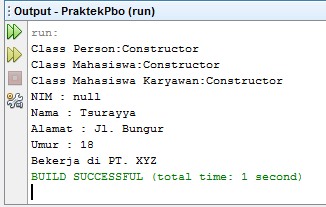 Output - PraktekPbo (run)
run:
Class Person:Constructor
Class Mahasiswa:Constructor
Class Mahasiswa Karyawan:Constructor
NIM : null
Nama : Tsurayya
Alamat : Jl. Bungur
Umur : 18
Bekerja di PT. XYZ
BUILD SUCCESSFUL (total time: 1 second)